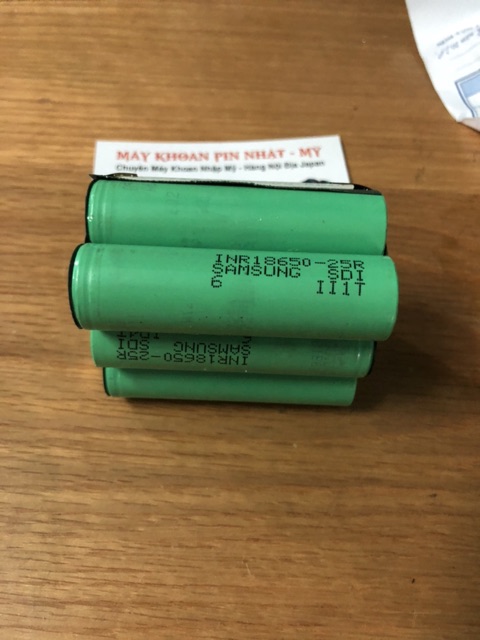 MÁY KHOAN PIN NHẬT - MỸ
Chuyên Máy Khoan Nhập Mỹ - Hàng Nội Địa Japan
INR18650-25R
SAMSUNG SDI
6 II1T
INR18650-25R
SAMSUNG SDI